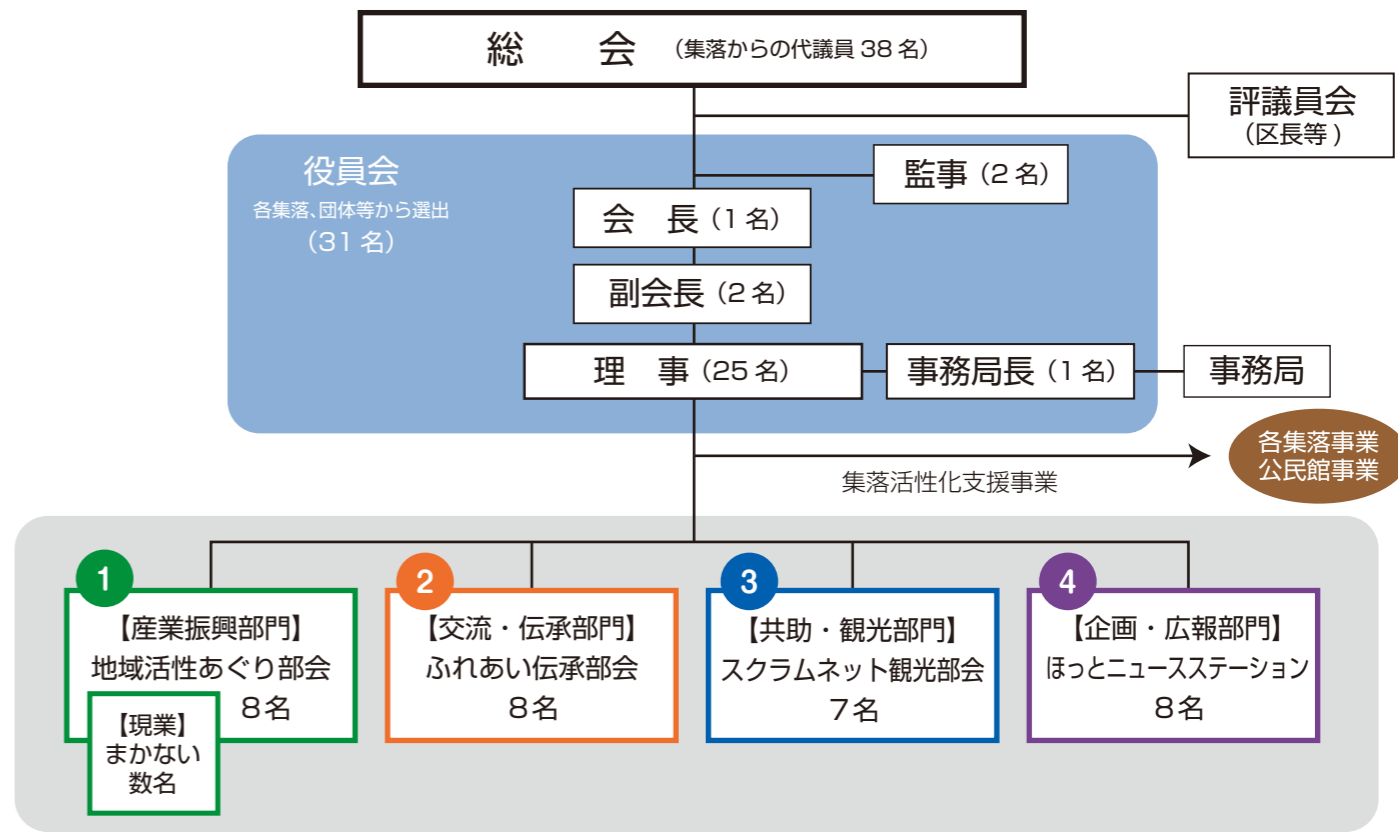 総　会 (集落からの代議員 38 名)
評議員会
(区長等 )
役員会
各集落、団体等から選出
(31 名)
監事 (2 名)
会　長 (1 名)
副会長 (2 名)
理　事 (25 名)
事務局長 (1 名)
事務局
集落活性化支援事業
各集落事業
公民館事業
1
【産業振興部門】
地域活性あぐり部会
8名
【現業】
まかない
数名
2
【交流・伝承部門】
ふれあい伝承部会
8名
3
【共助・観光部門】
スクラムネット観光部会
7名
4
【企画・広報部門】
ほっとニュースステーション
8名